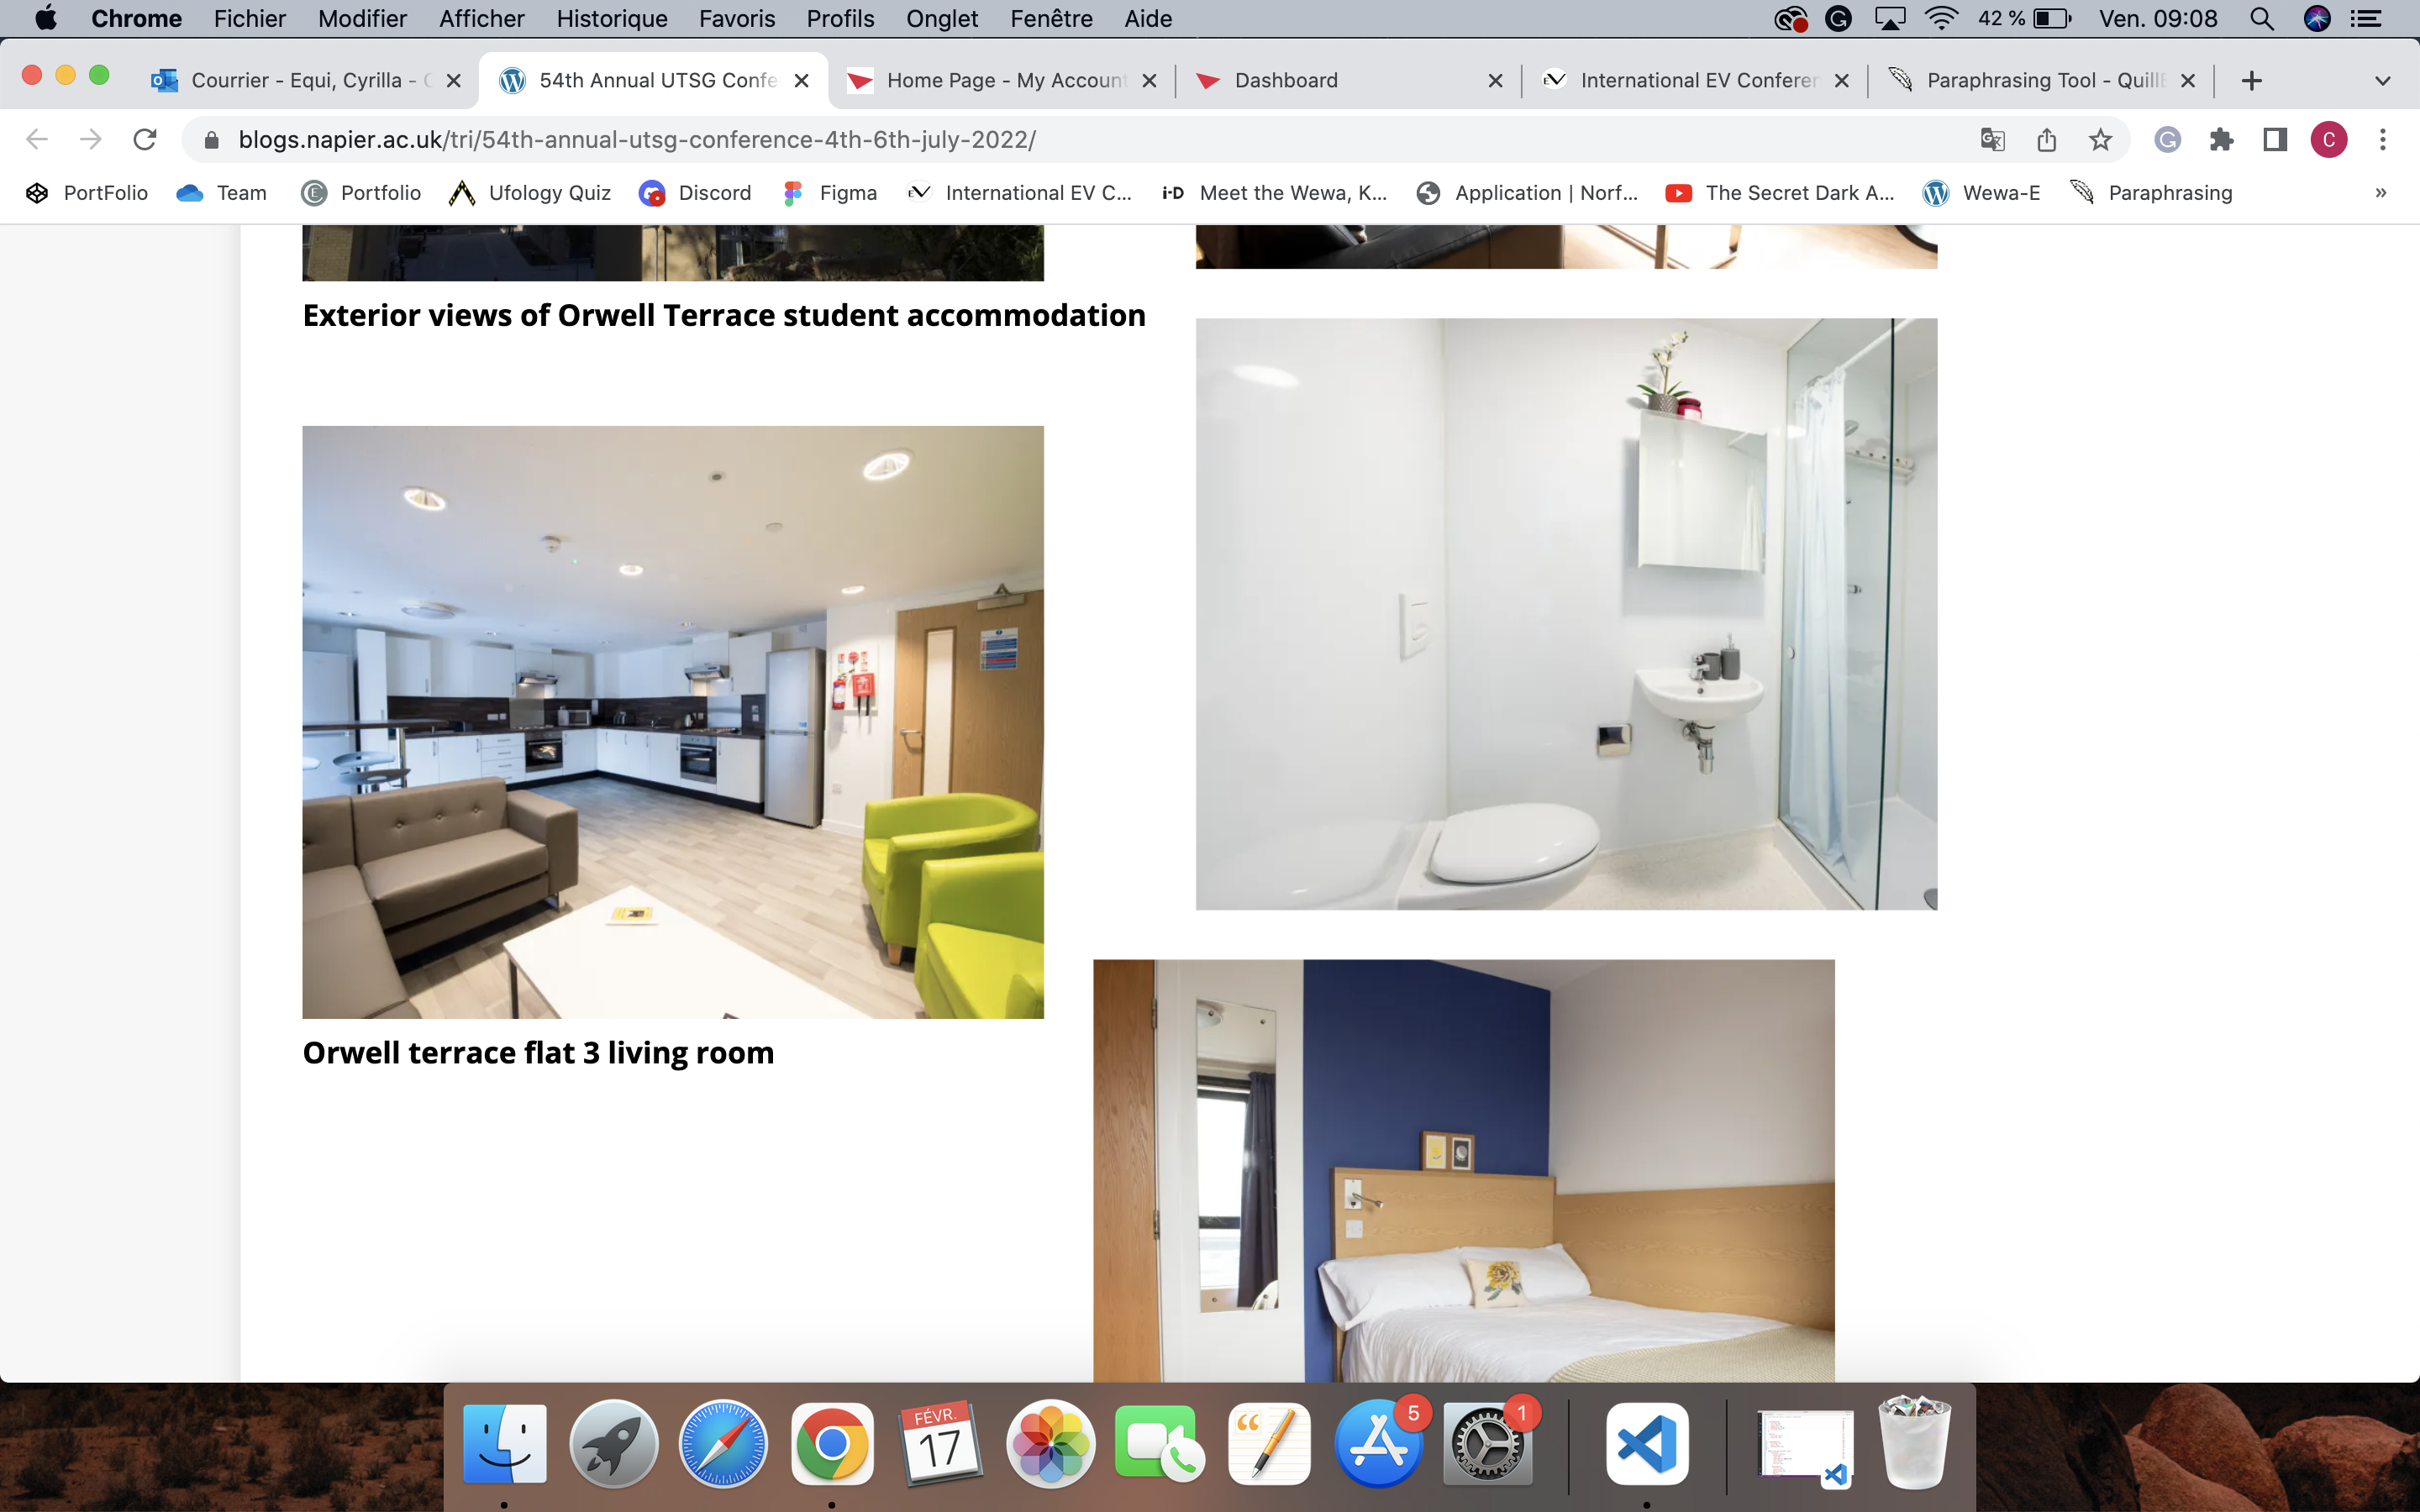 Chrome Fichier Modifier Afficher Historique Favoris Profils Onglet Fenêtre Aide 42 % Ven. 09:08
Courrier - Equi, Cyrilla - 54th Annual UTSG Confe Home Page - My Account Dashboard International EV Conferen Paraphrasing Tool - Quill
blogs.napier.ac.uk/tri/54th-annual-utsg-conference-4th-6th-july-2022/ C
PortFolio Team Portfolio Ufology Quiz Discord Figma International EV C... i-D Meet the Wewa, K... Application | Norf... The Secret Dark A... Wewa-E Paraphrasing »
Exterior views of Orwell Terrace student accommodation
Orwell terrace flat 3 living room
FÉVR.
17
5
1